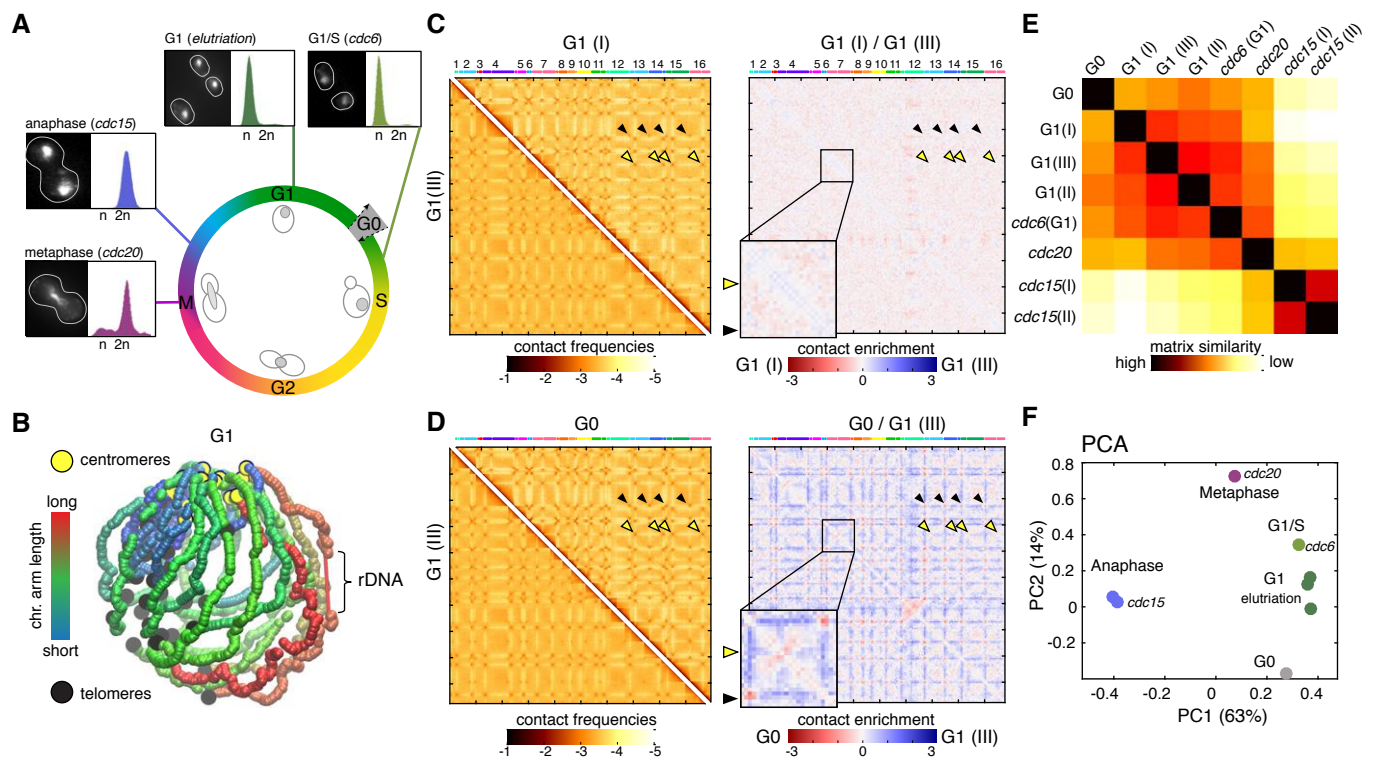 A
G1 (elutriation)
G1/S (cdc6)
n 2n
n 2n
anaphase (cdc15)
n 2n
metaphase (cdc20)
n 2n
G1
G0
S
G2
M
B
G1
centromeres
long
chr. arm length
short
rDNA
telomeres
C
G1 (I)
1 2 3 4 5 6 7 8 9 10 11 12 13 14 15 16
G1(III)
contact frequencies
-1 -2 -3 -4 -5
G1 (I) / G1 (III)
1 2 3 4 5 6 7 8 9 10 11 12 13 14 15 16
contact enrichment
G1 (I) G1 (III)
-3 0 3
D
G0
G1 (III)
contact frequencies
-1 -2 -3 -4 -5
G0 / G1 (III)
contact enrichment
G0 G1 (III)
-3 0 3
E
G0 G1 (I) G1 (III) G1 (II) cdc6 (G1) cdc20 cdc15 (I) cdc15 (II)
G0
G1(I)
G1(III)
G1(II)
cdc6(G1)
cdc20
cdc15(I)
cdc15(II)
matrix similarity
high low
F
PCA
0.8
0.6
0.4
0.2
0
-0.2
PC2 (14%)
cdc20
Metaphase
G1/S
cdc6
Anaphase
G1
elutriation
cdc15
G0
-0.4 -0.2 0 0.2 0.4
PC1 (63%)